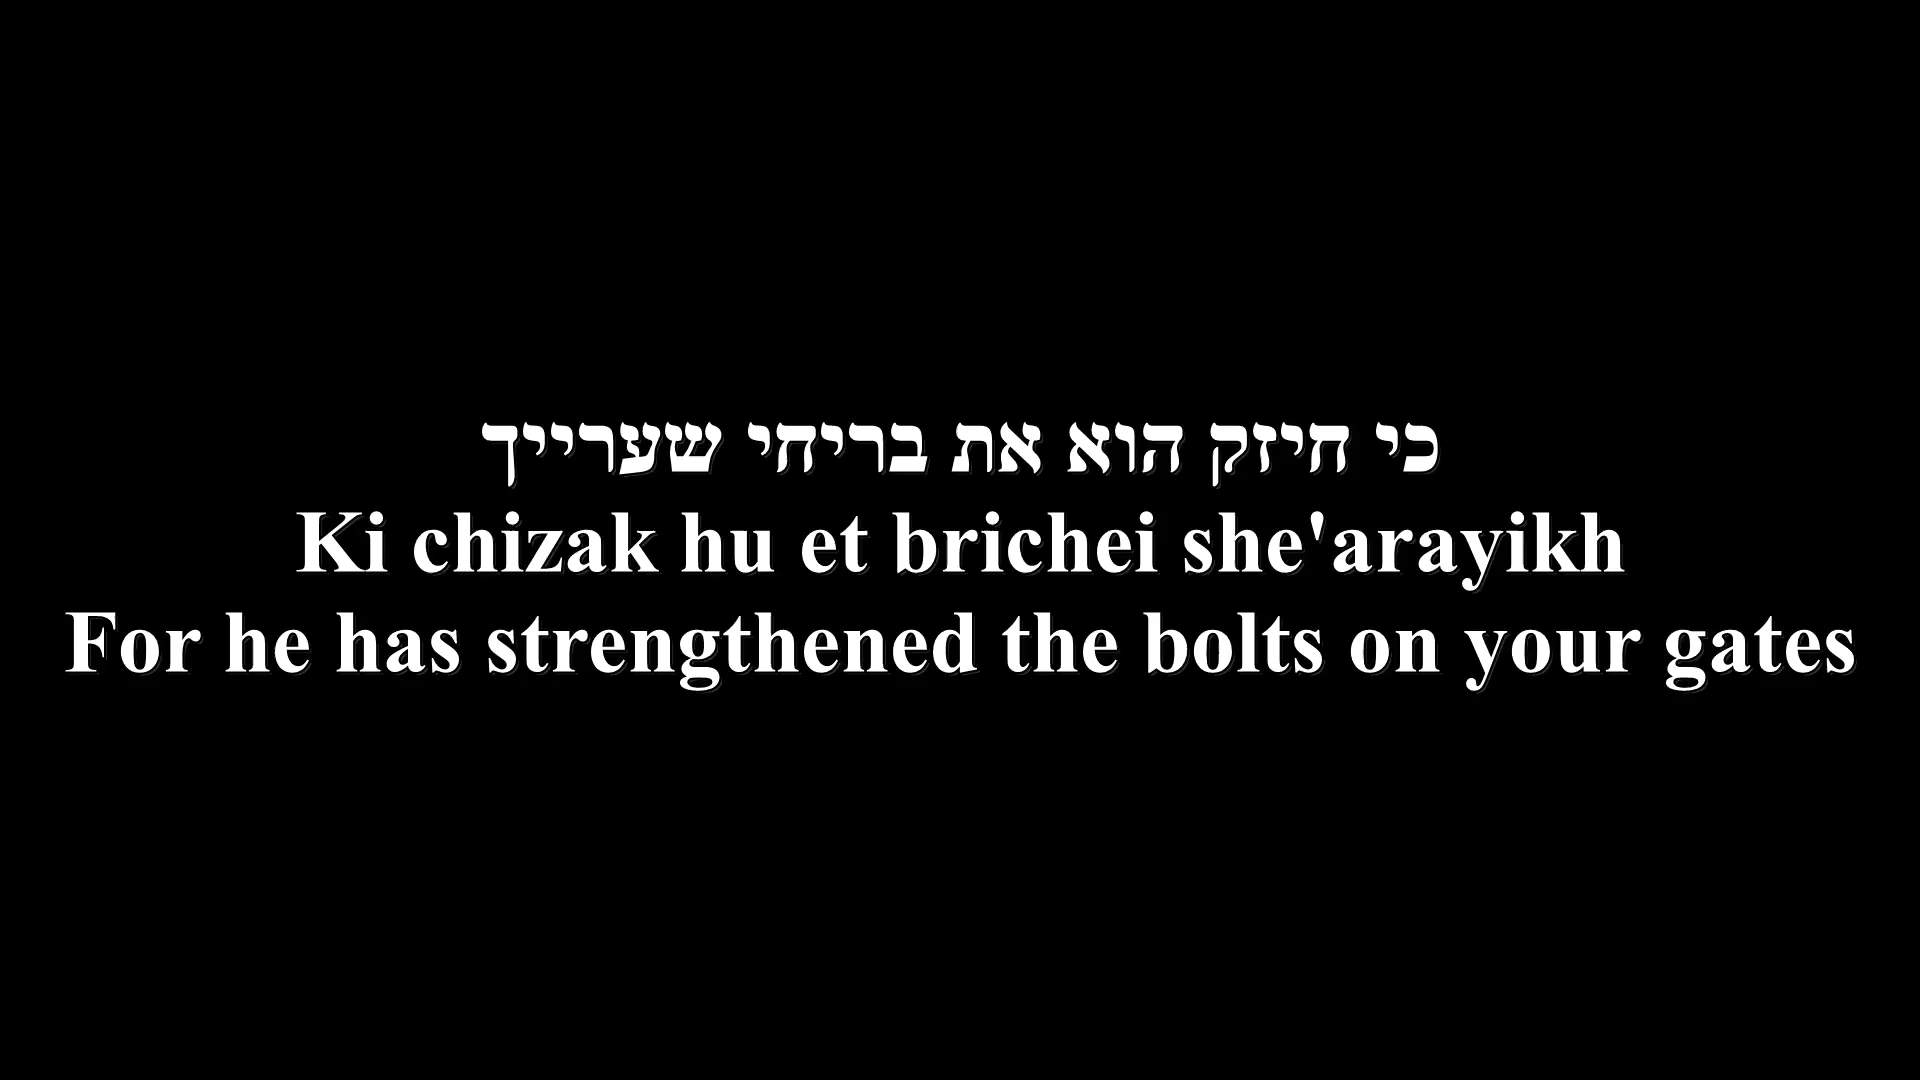 כי חיזק הוא את בריחי שערייך
Ki chizak hu et brichei she'arayikh
For he has strengthened the bolts on your gates